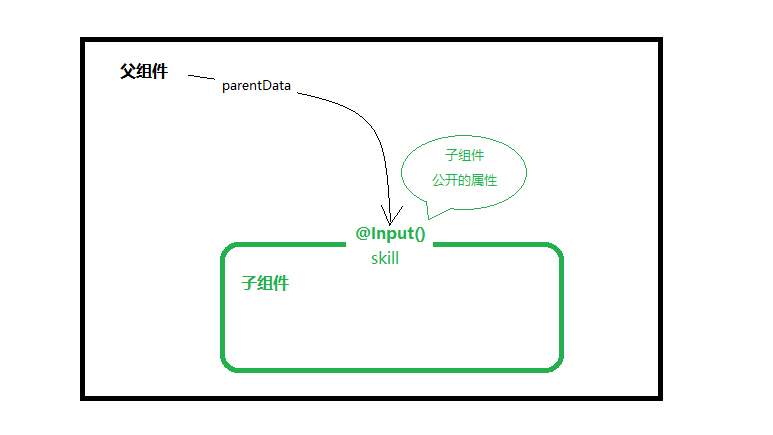 父组件
parentData
子组件
公开的属性
@Input()
skill
子组件